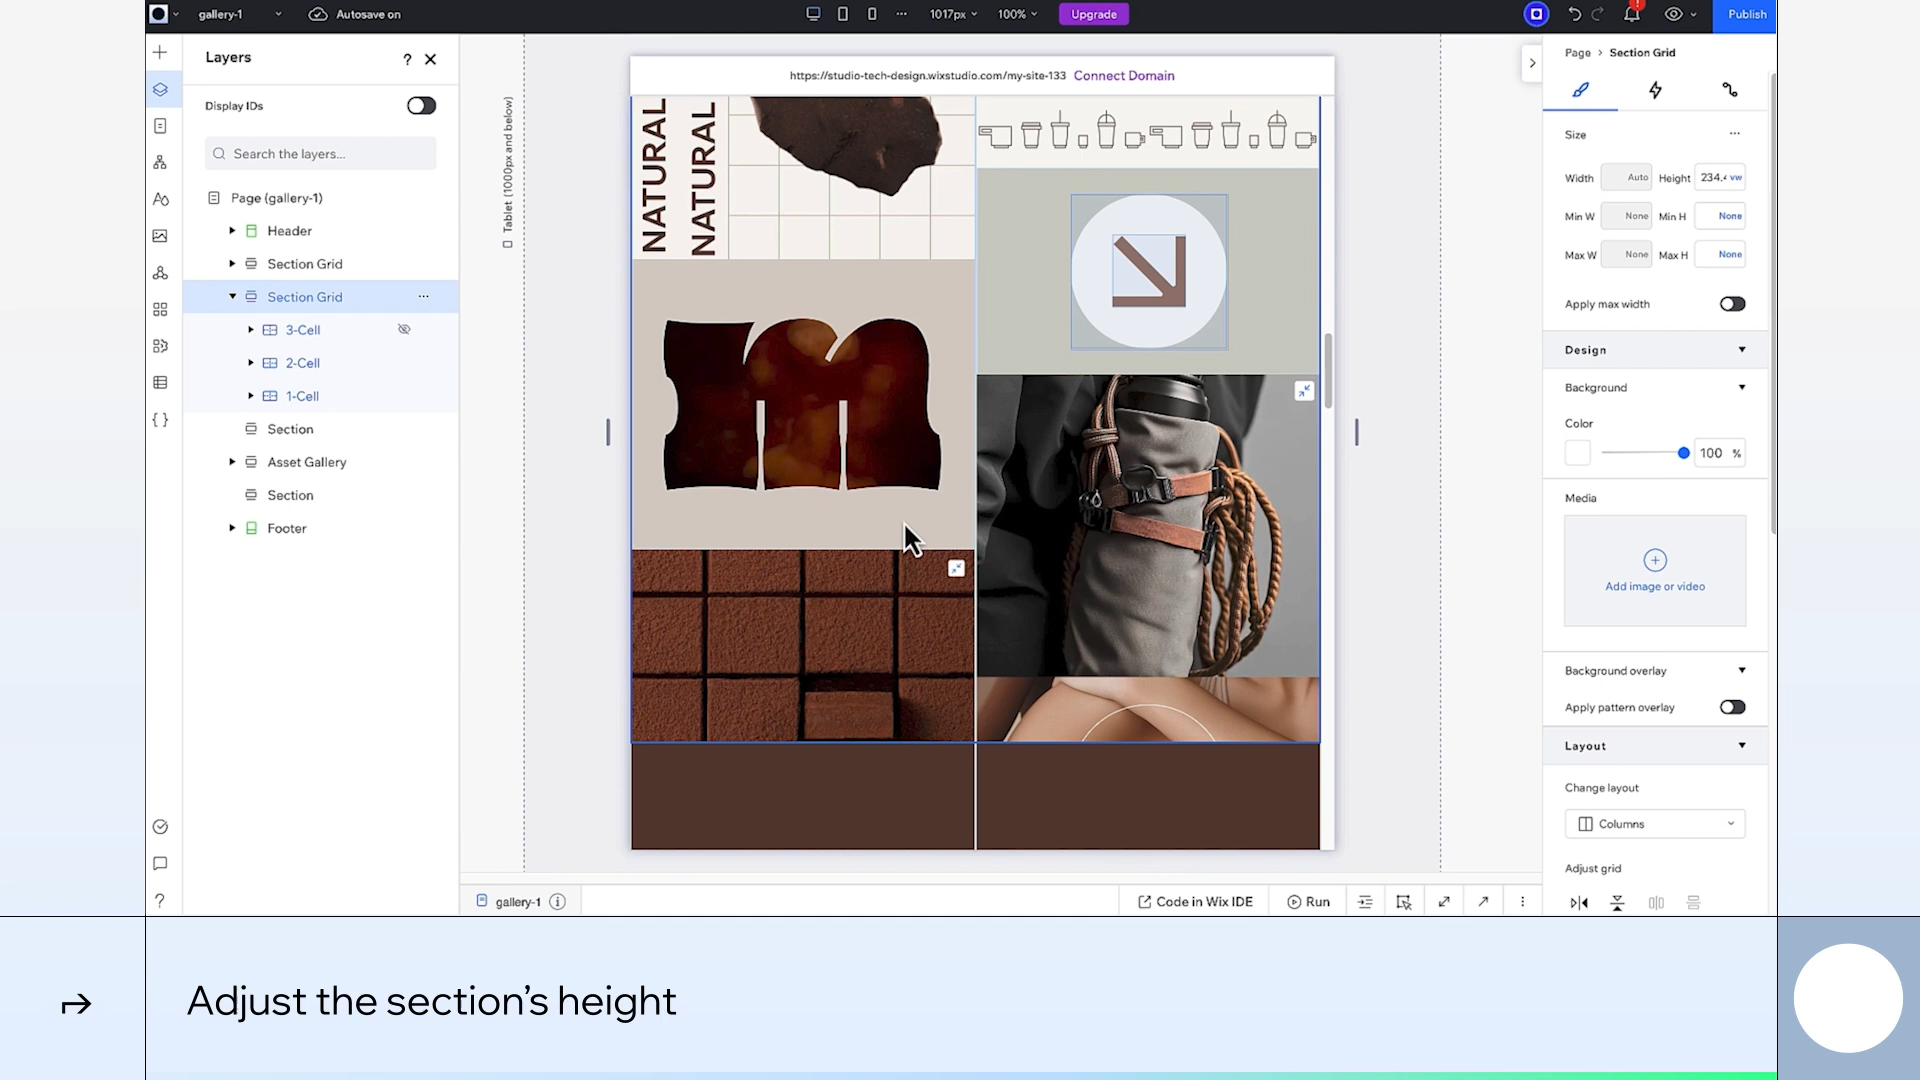 gallery-1
Autosave on
1017px
100%
Upgrade
!
Publish
Layers
?
Display IDs
Search the layers...
Page (gallery-1)
Header
Section Grid
Section Grid
3-Cell
2-Cell
1-Cell
Section
Asset Gallery
Section
Footer
?
Tablet (1000px and below)
https://studio-tech-design.wixstudio.com/my-site-133 Connect Domain
NATURAL
NATURAL
gallery-1
Code in Wix IDE
Run
Page > Section Grid
Size
Width Auto Height 234.4 vw
Min W None Min H None
Max W None Max H None
Apply max width
Design
Background
Color
100 %
Media
Add image or video
Background overlay
Apply pattern overlay
Layout
Change layout
Columns
Adjust grid
Adjust the section's height